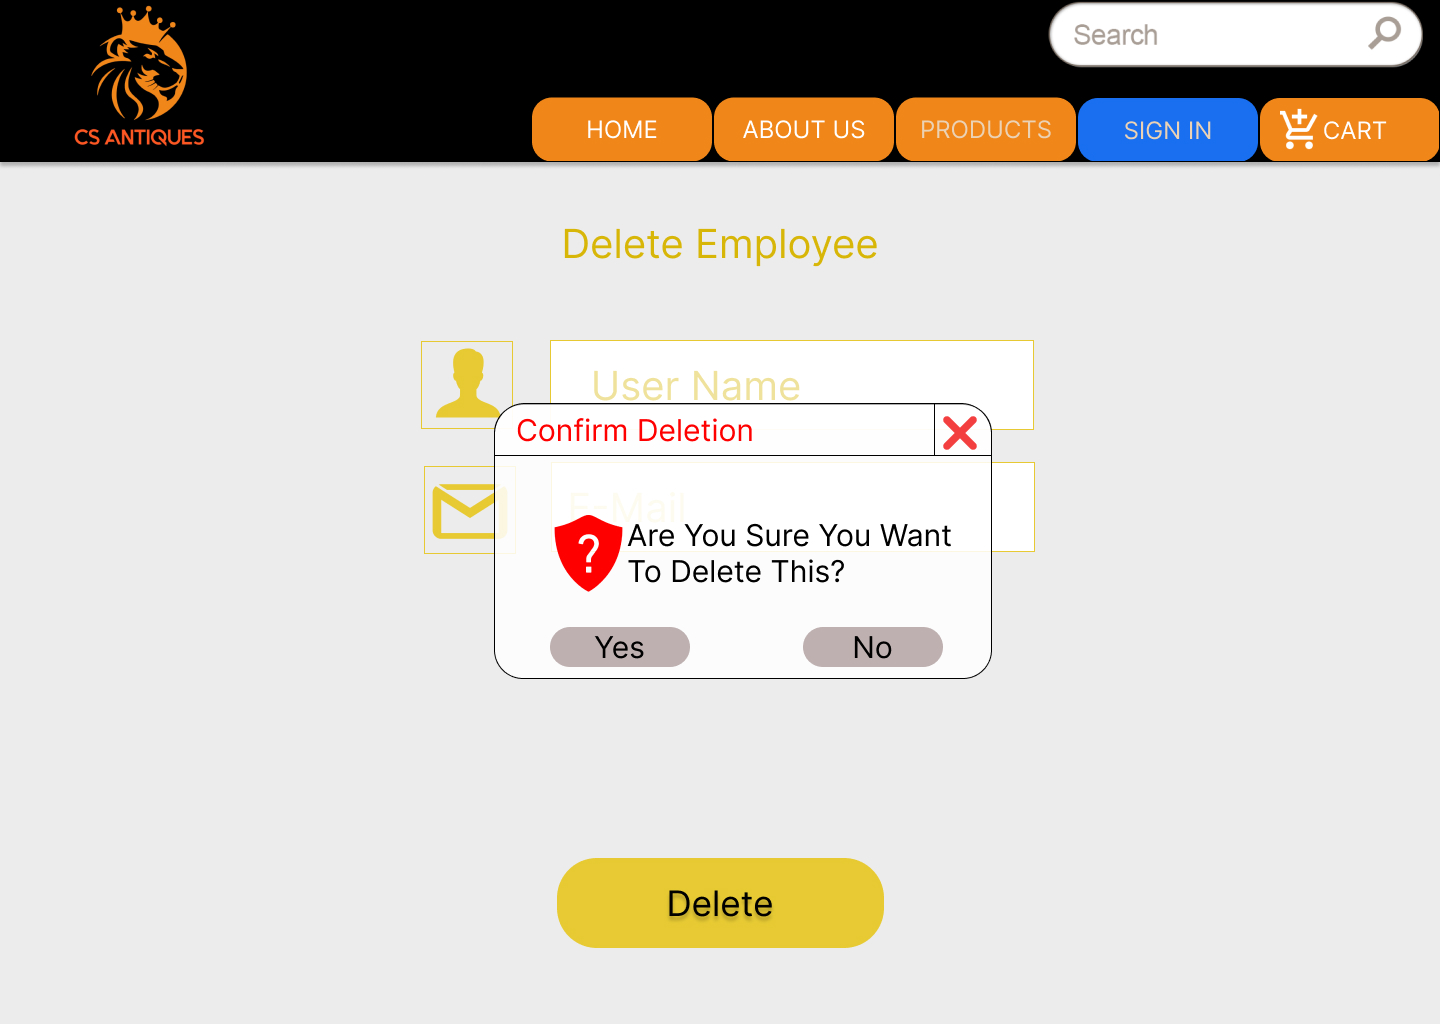 CS ANTIQUES
Search
HOME
ABOUT US
PRODUCTS
SIGN IN
CART
Delete Employee
User Name
Confirm Deletion
E-Mail
?
Are You Sure You Want
To Delete This?
Yes
No
Delete